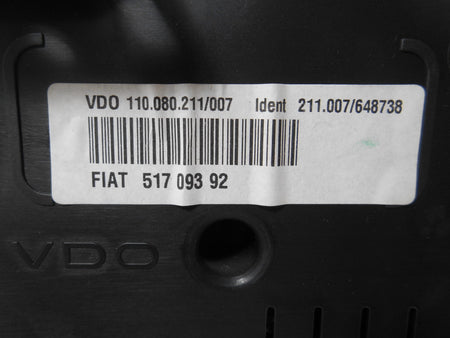 VDO 110.080.211/007 Ident 211.007/648738
FIAT 517 093 92
VDO